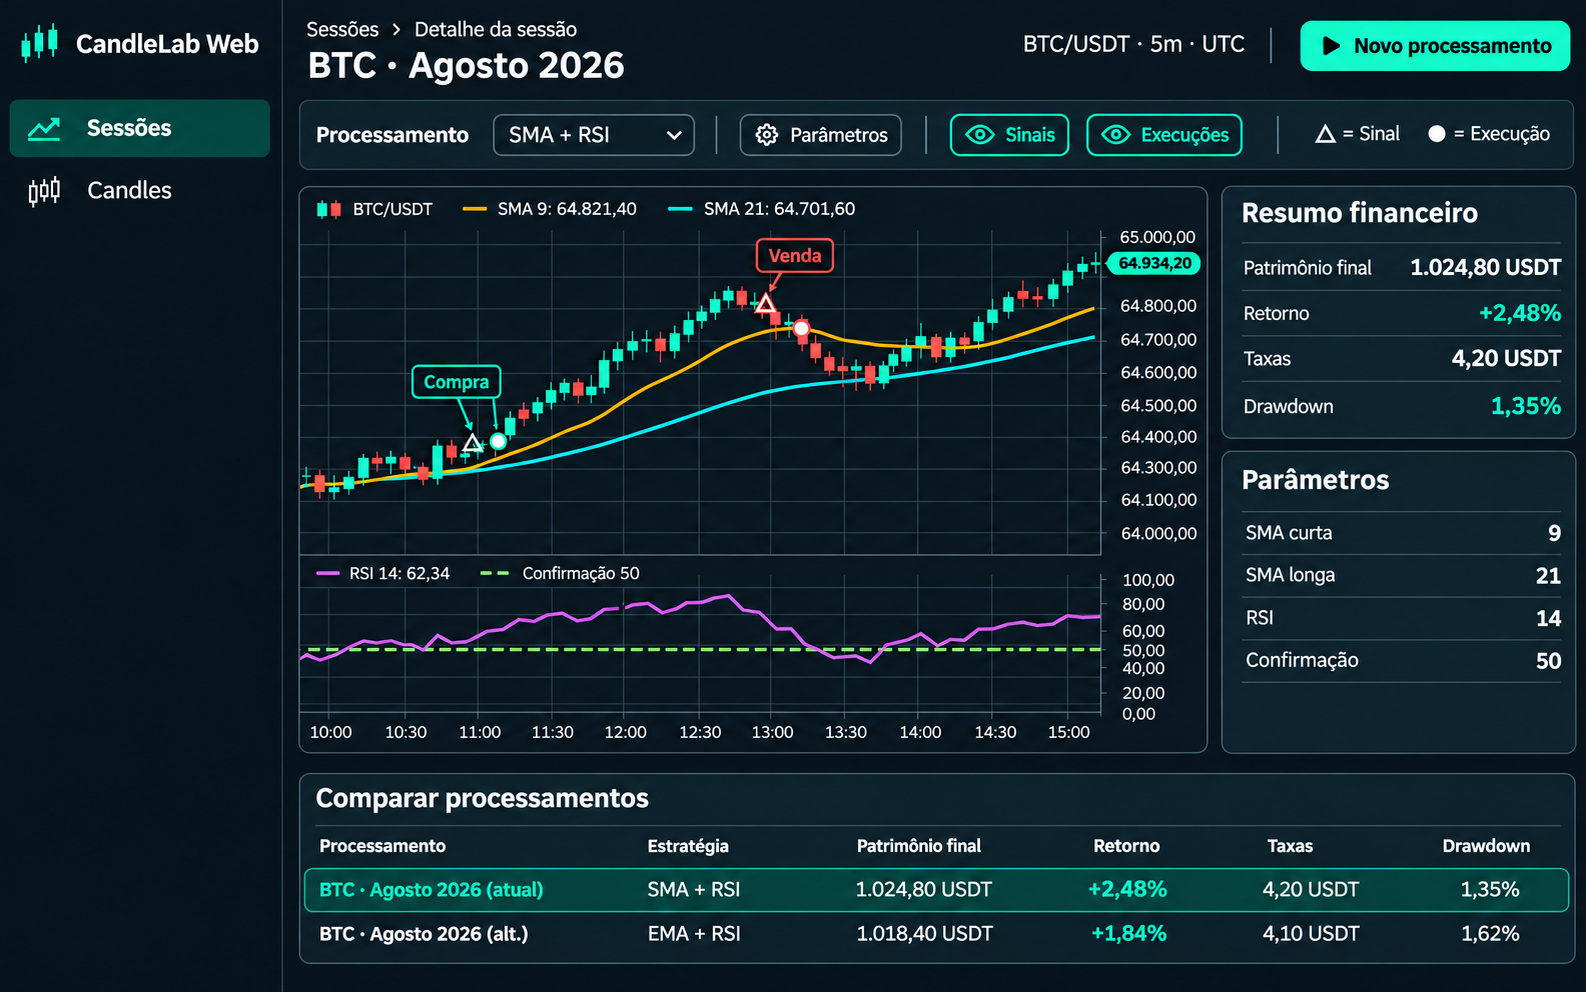 CandleLab Web
Sessões
Candles
Sessões > Detalhe da sessão
BTC • Agosto 2026
BTC/USDT · 5m · UTC
Novo processamento
Processamento
SMA + RSI
Parâmetros
Sinais
Execuções
= Sinal
= Execução
BTC/USDT
SMA 9: 64.821,40
SMA 21: 64.701,60
Compra
Venda
65.000,00
64.934,20
64.800,00
64.700,00
64.600,00
64.500,00
64.400,00
64.300,00
64.100,00
64.000,00
RSI 14: 62,34
Confirmação 50
100,00
80,00
60,00
50,00
40,00
20,00
0,00
10:00 10:30 11:00 11:30 12:00 12:30 13:00 13:30 14:00 14:30 15:00
Resumo financeiro
Patrimônio final 1.024,80 USDT
Retorno +2,48%
Taxas 4,20 USDT
Drawdown 1,35%
Parâmetros
SMA curta 9
SMA longa 21
RSI 14
Confirmação 50
Comparar processamentos
Processamento Estratégia Patrimônio final Retorno Taxas Drawdown
BTC · Agosto 2026 (atual) SMA + RSI 1.024,80 USDT +2,48% 4,20 USDT 1,35%
BTC · Agosto 2026 (alt.) EMA + RSI 1.018,40 USDT +1,84% 4,10 USDT 1,62%